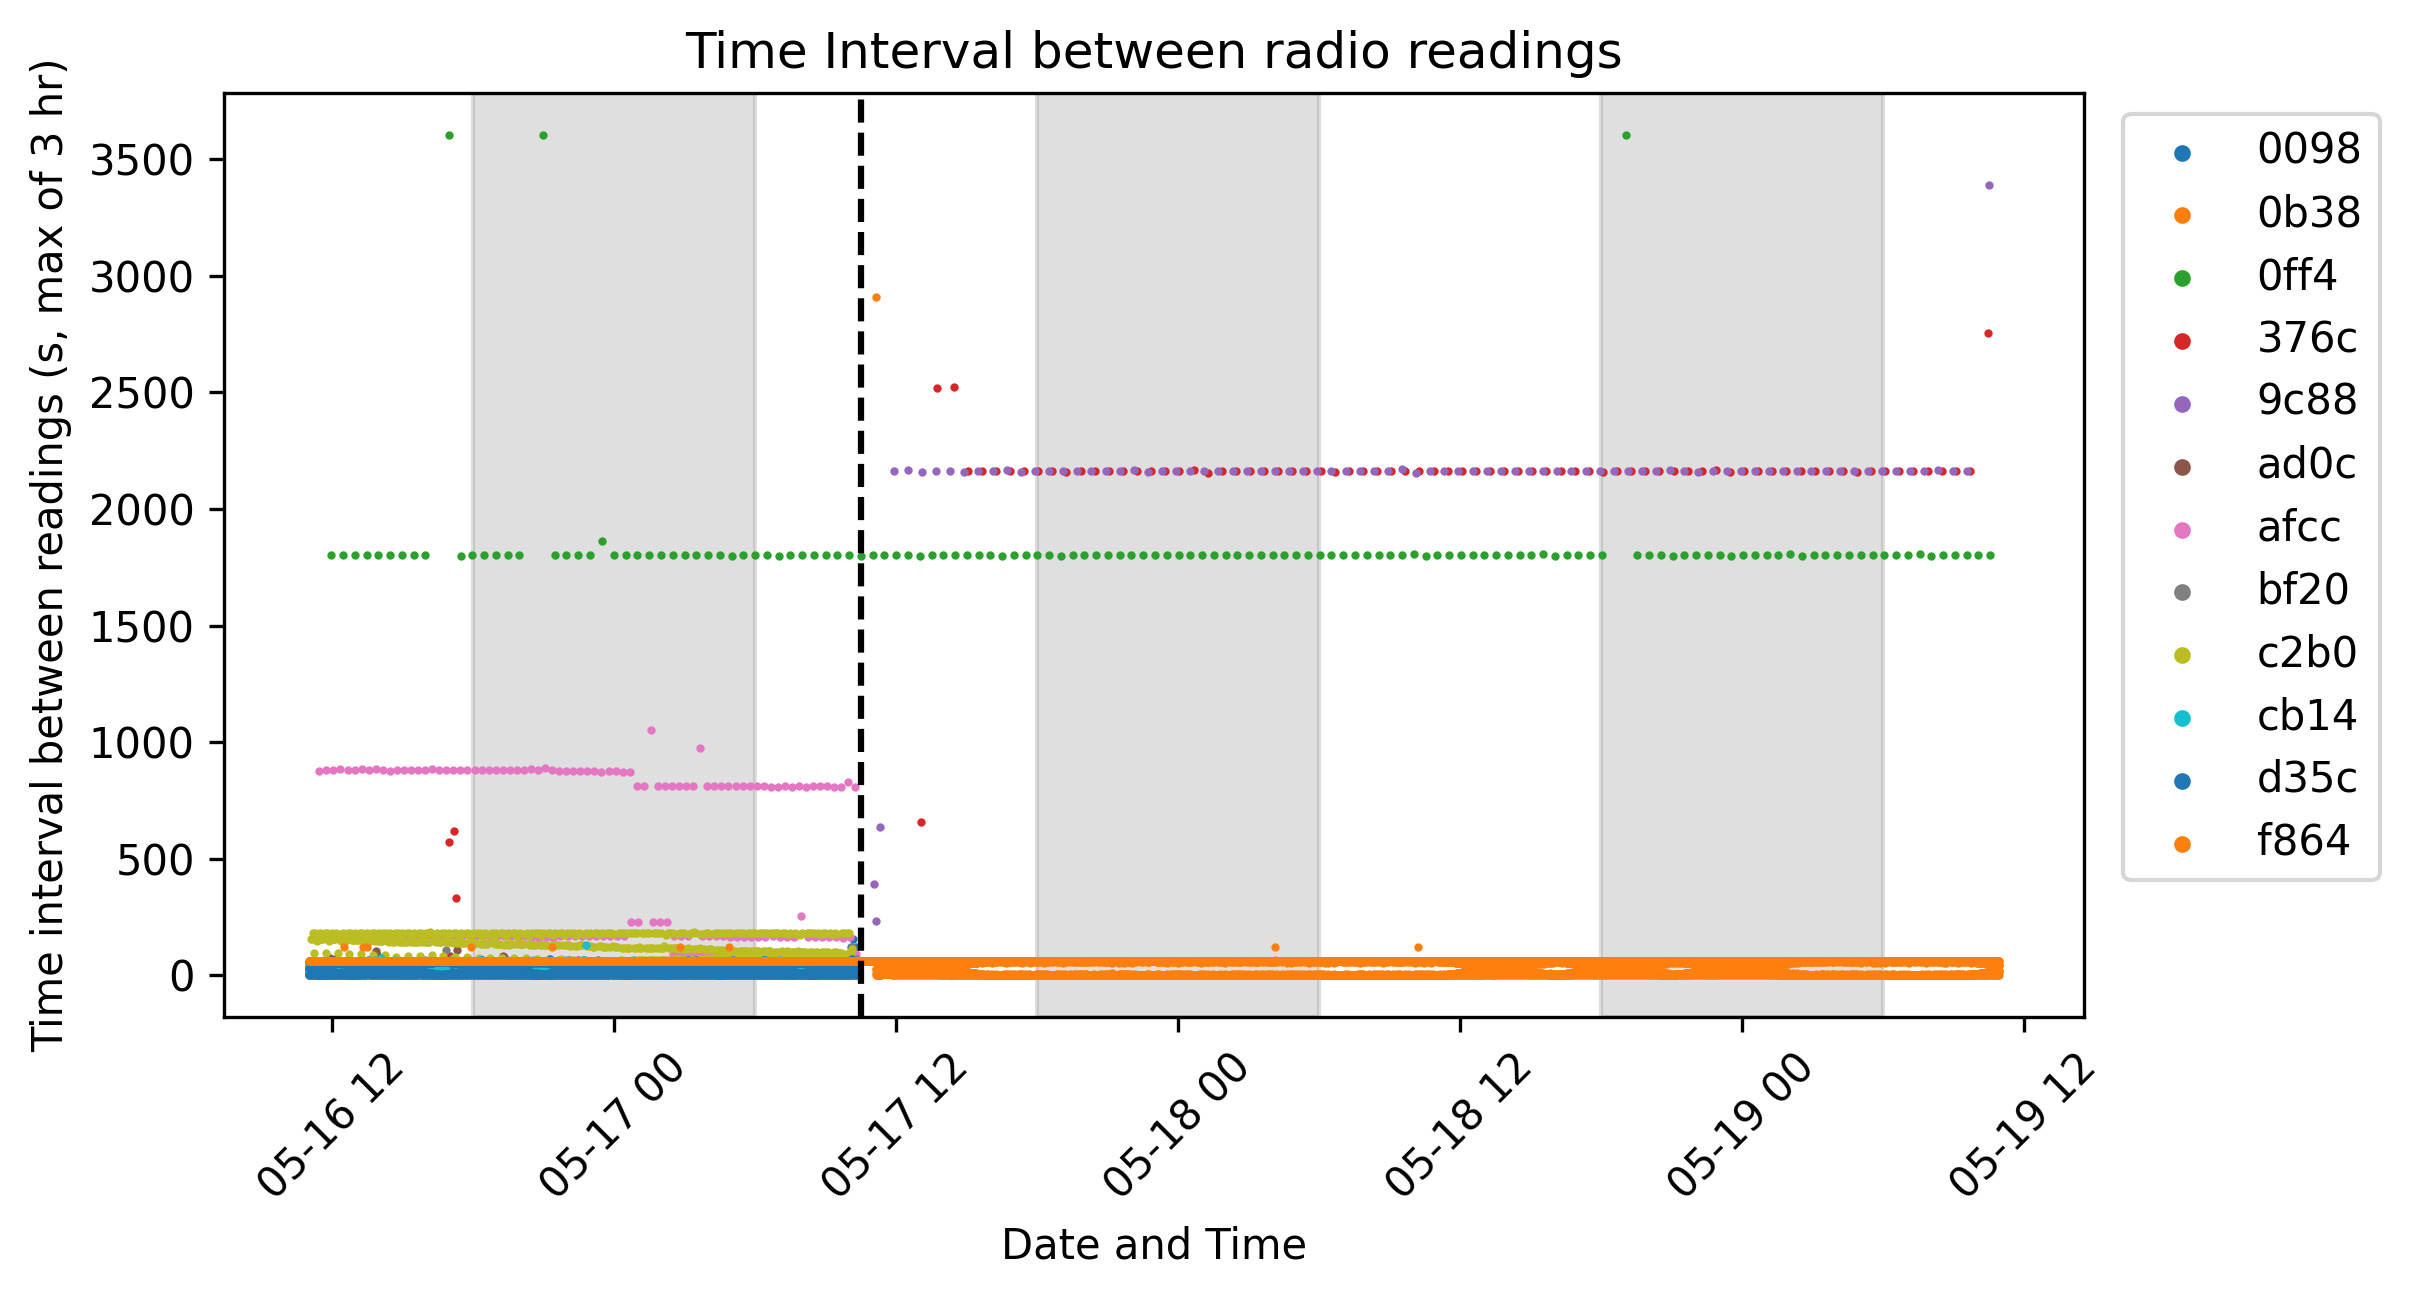 Time Interval between radio readings
Time interval between readings (s, max of 3 hr)
3500
3000
2500
2000
1500
1000
500
0
05-16 12
05-17 00
05-17 12
05-18 00
05-18 12
05-19 00
05-19 12
Date and Time
0098
0b38
0ff4
376c
9c88
ad0c
afcc
bf20
c2b0
cb14
d35c
f864